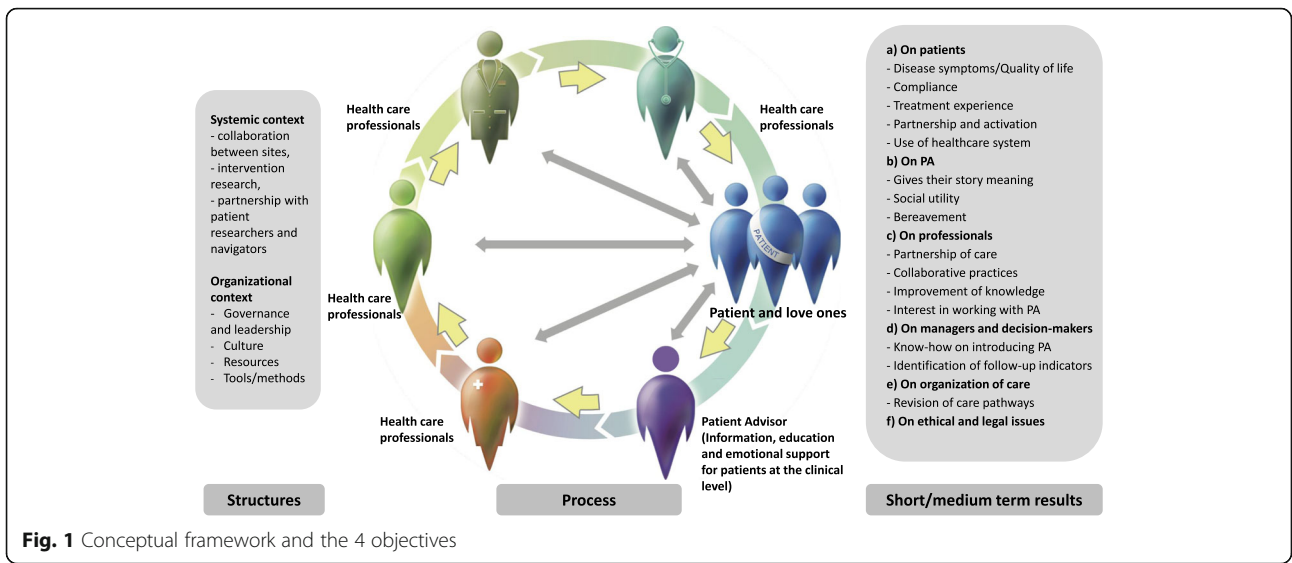 Systemic context
- collaboration
between sites,
- intervention
research,
- partnership with
patient
researchers and
navigators
Organizational
context
- Governance
and leadership
- Culture
- Resources
- Tools/methods
Structures
Health care
professionals
Health care
professionals
Health care
professionals
Health care
professionals
PATIENT
Patient and love ones
Patient Advisor
(Information, education
and emotional support
for patients at the clinical
level)
Process
a) On patients
- Disease symptoms/Quality of life
- Compliance
- Treatment experience
- Partnership and activation
- Use of healthcare system
b) On PA
- Gives their story meaning
- Social utility
- Bereavement
c) On professionals
- Partnership of care
- Collaborative practices
- Improvement of knowledge
- Interest in working with PA
d) On managers and decision-makers
- Know-how on introducing PA
- Identification of follow-up indicators
e) On organization of care
- Revision of care pathways
f) On ethical and legal issues
Short/medium term results
Fig. 1 Conceptual framework and the 4 objectives